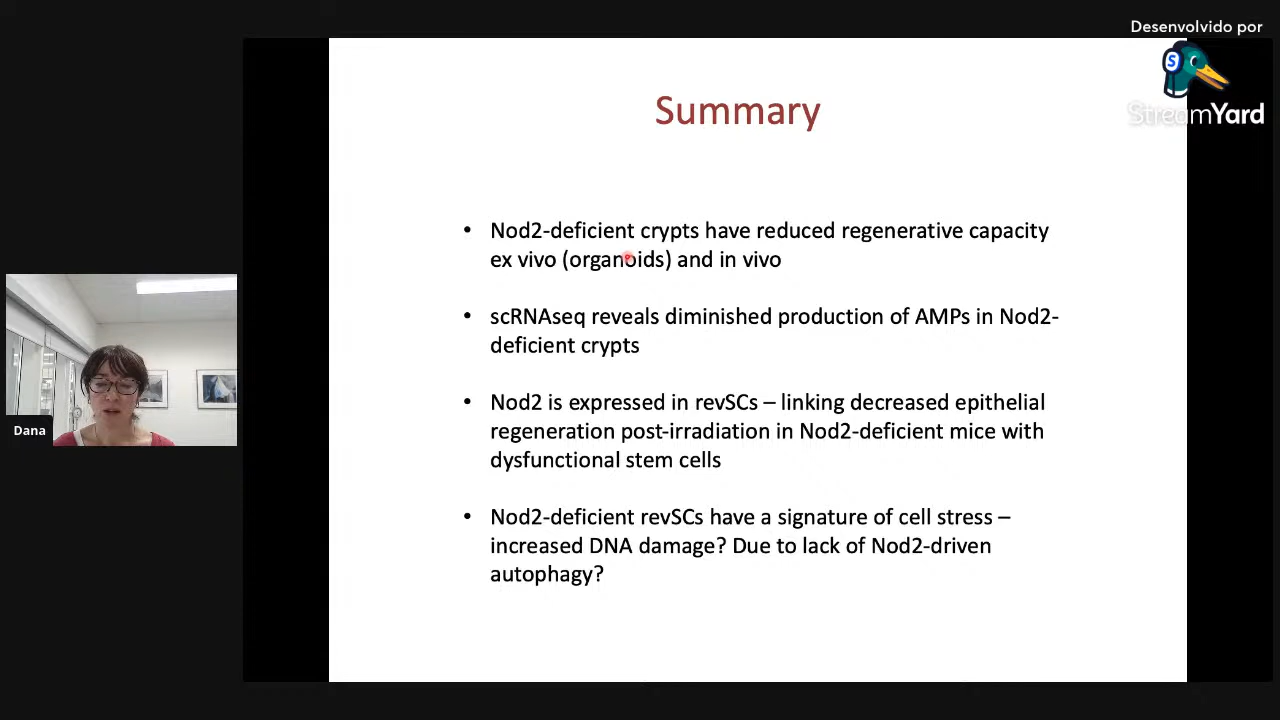 Desenvolvido por
StreamYard
Summary
• Nod2-deficient crypts have reduced regenerative capacity
ex vivo (organoids) and in vivo
• scRNAseq reveals diminished production of AMPs in Nod2-
deficient crypts
• Nod2 is expressed in revSCs – linking decreased epithelial
regeneration post-irradiation in Nod2-deficient mice with
dysfunctional stem cells
• Nod2-deficient revSCs have a signature of cell stress –
increased DNA damage? Due to lack of Nod2-driven
autophagy?
Dana